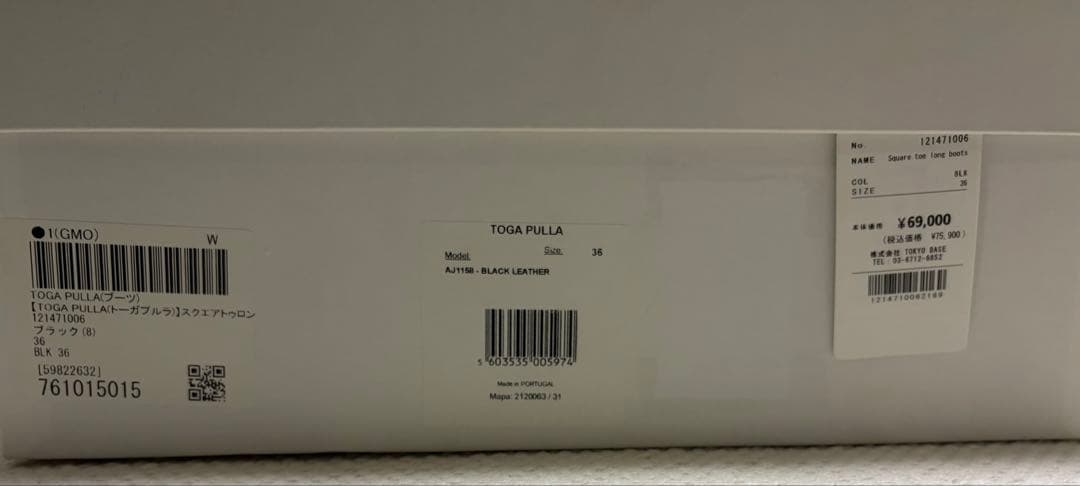 ●1(GMO)
W
TOGA PULLA(ブーツ)
【TOGA PULLA(トーガプルラ)】スクエアトゥロン
121471006
ブラック(8)
36
BLK 36
[59822632]
761015015
TOGA PULLA
Model: Size: 36
AJ1158 - BLACK LEATHER
5 603535 005974
Made in PORTUGAL
Mapa: 2120063 / 31
No. 121471006
NAME Square toe long boots
COL BLK
SIZE 36
本体価格 ¥69,000
(税込価格 ¥75,900)
株式会社 TOKYO BASE
TEL: 03-6712-6852
1214710062169